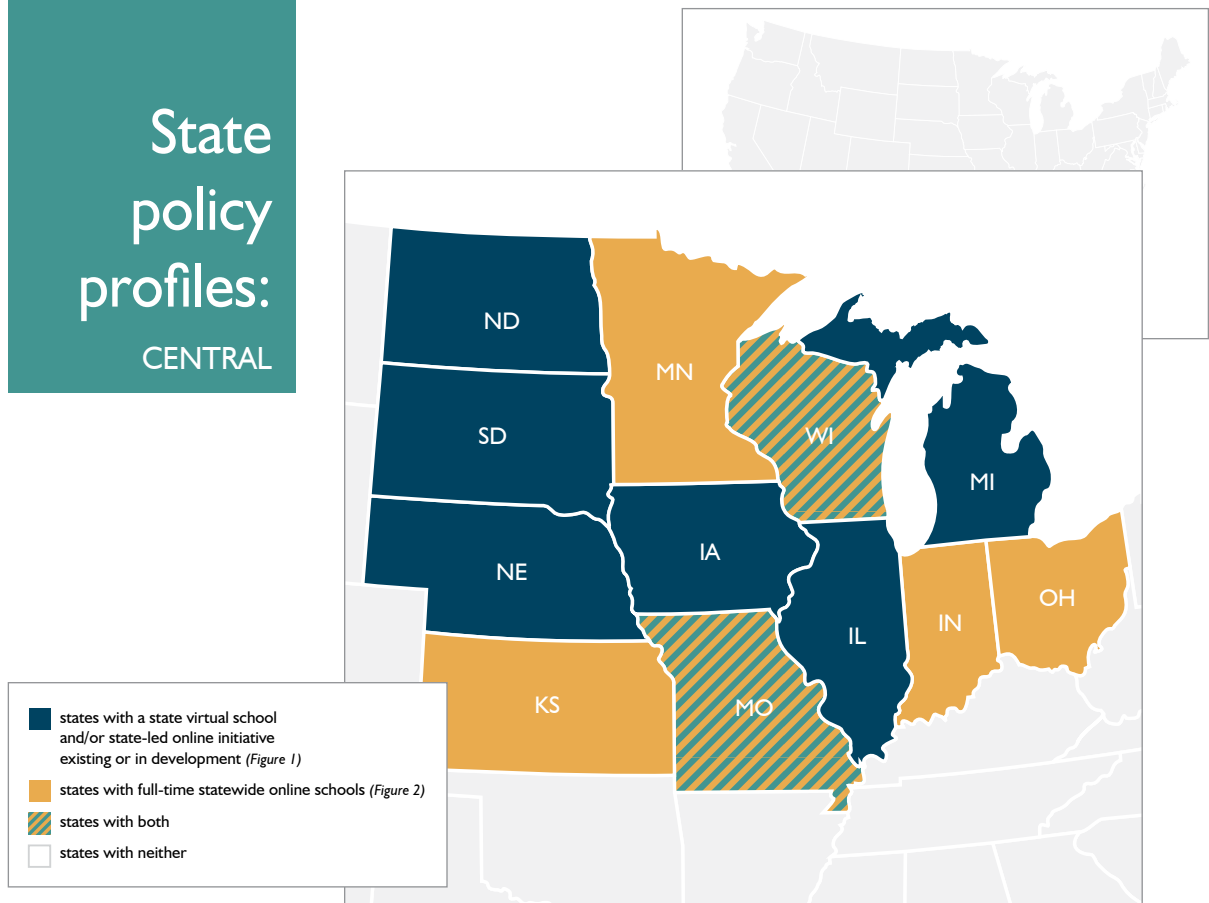 State
policy
profiles:
CENTRAL
ND
MN
SD
WI
MI
NE
IA
IL
IN
OH
KS
MO
states with a state virtual school
and/or state-led online initiative
existing or in development (Figure 1)
states with full-time statewide online schools (Figure 2)
states with both
states with neither